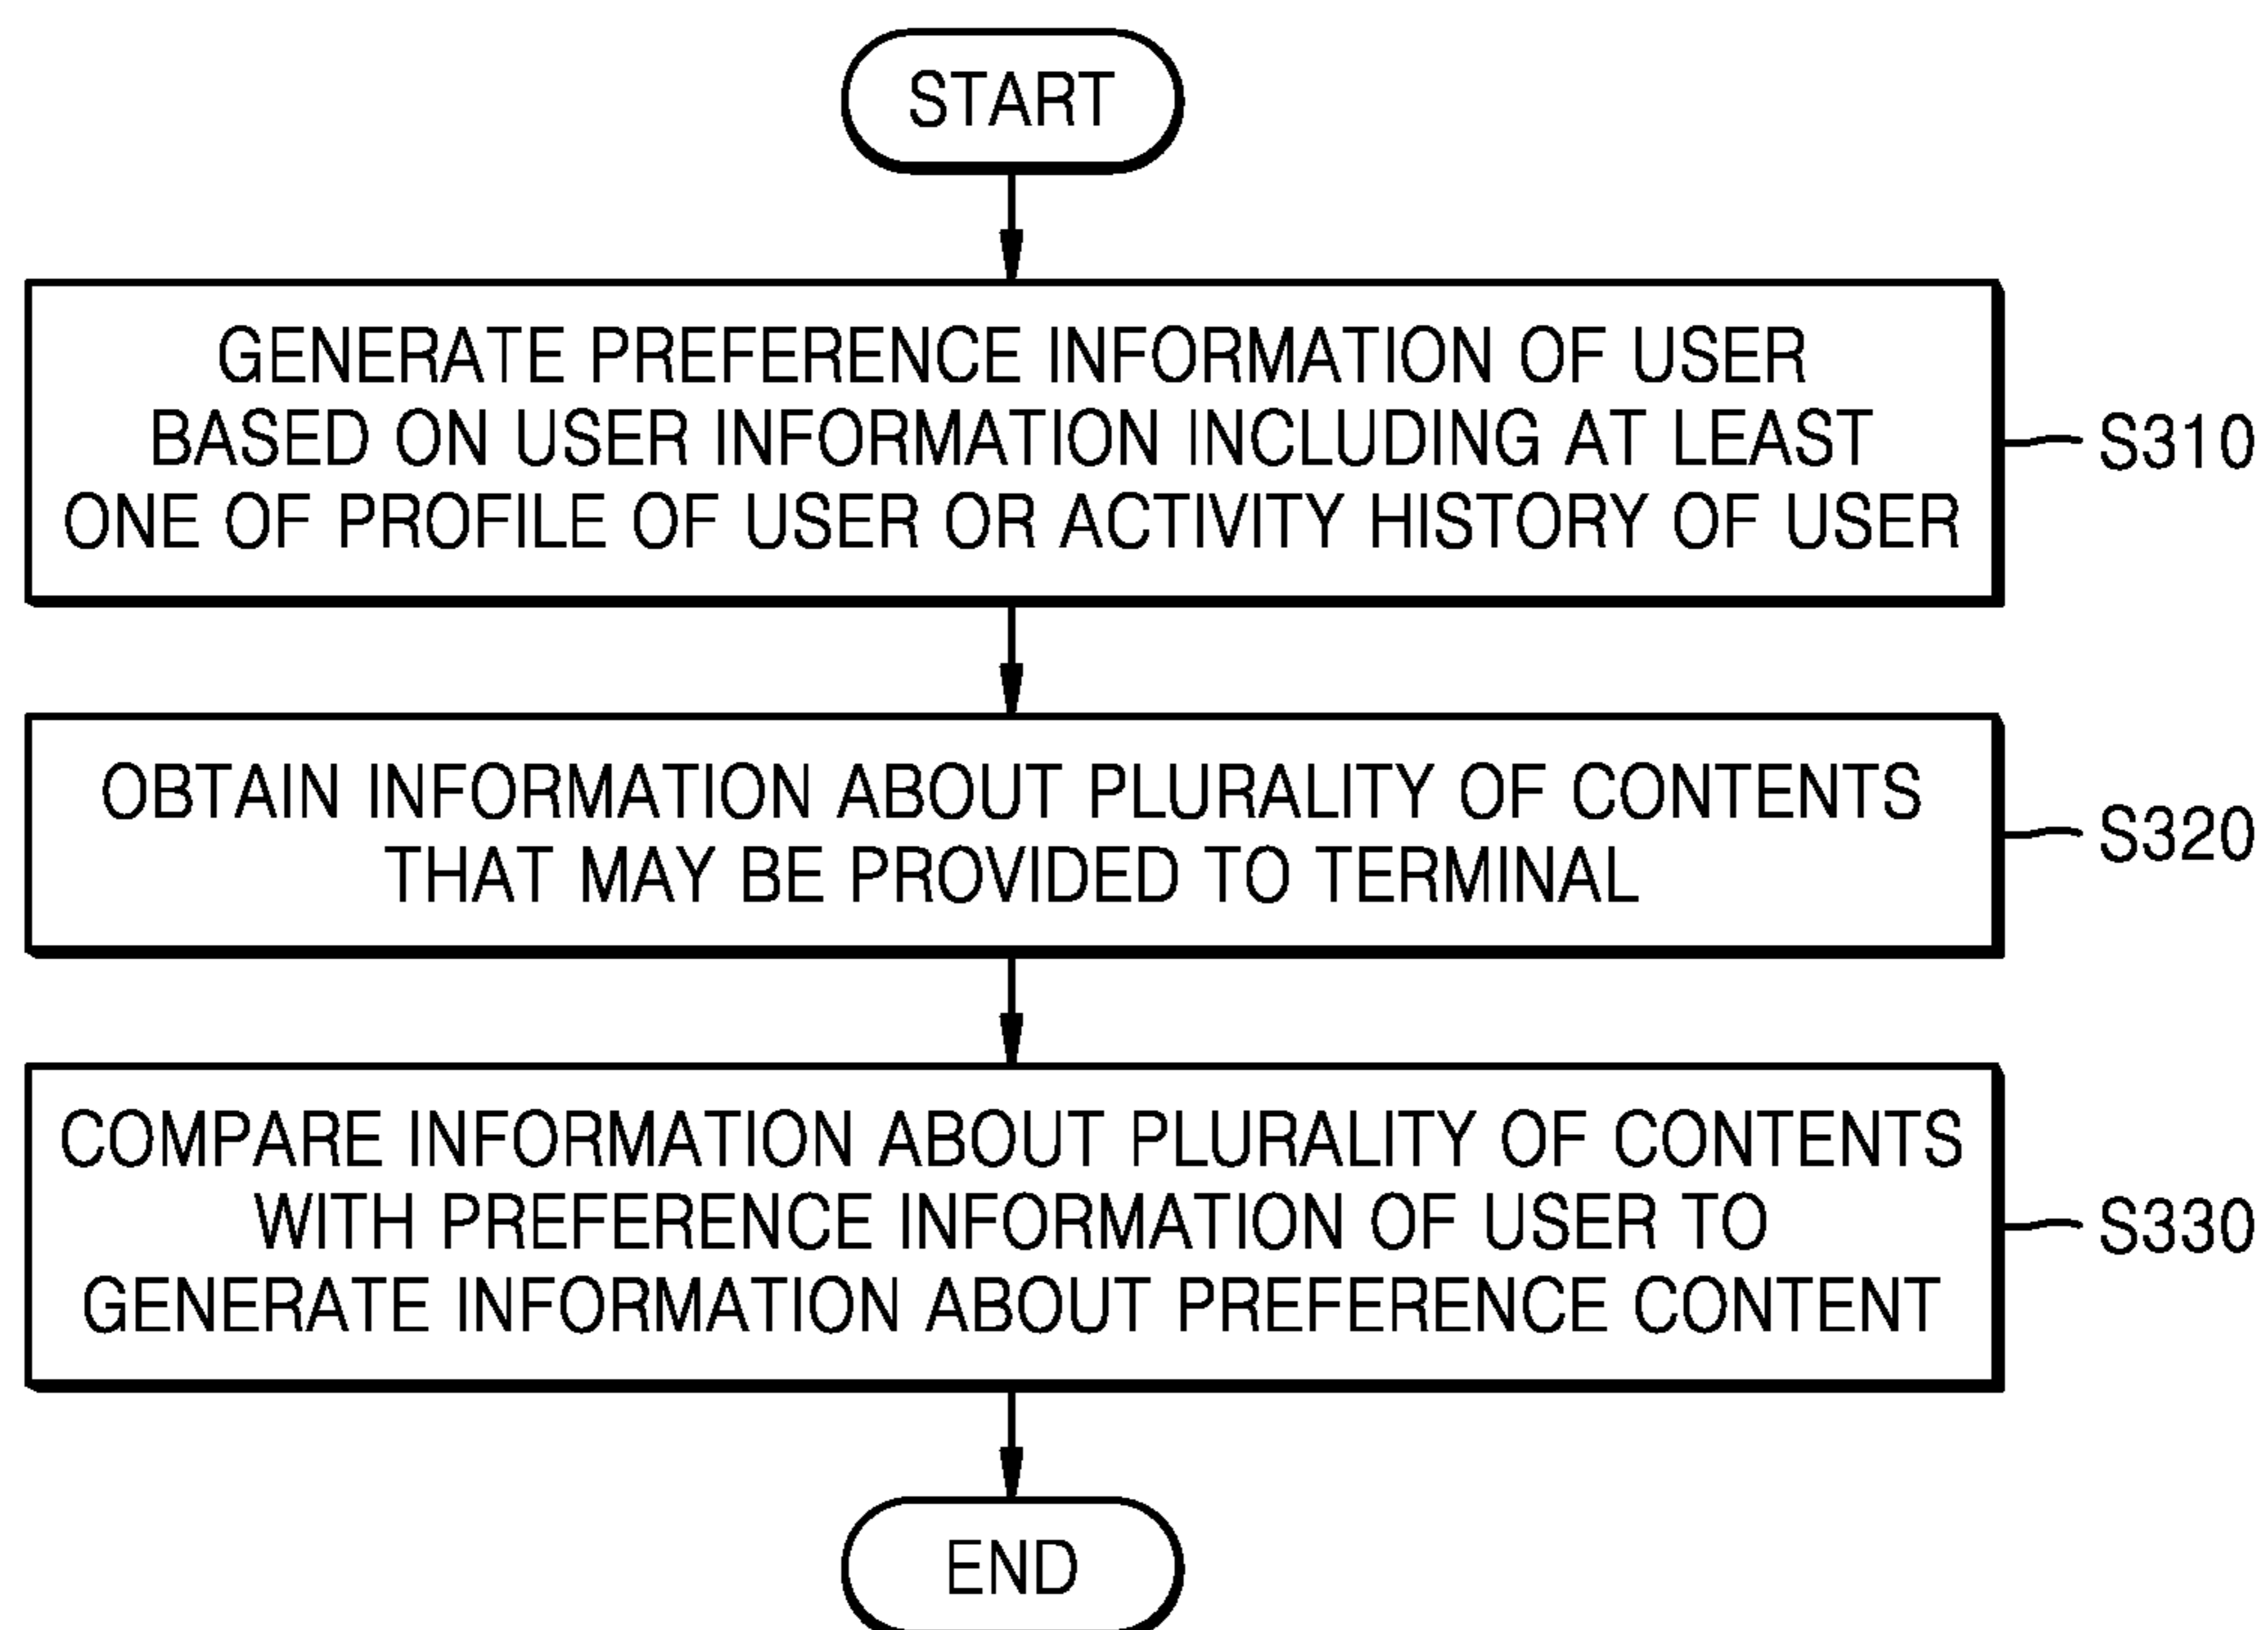 START
GENERATE PREFERENCE INFORMATION OF USER
BASED ON USER INFORMATION INCLUDING AT LEAST
ONE OF PROFILE OF USER OR ACTIVITY HISTORY OF USER
S310
OBTAIN INFORMATION ABOUT PLURALITY OF CONTENTS
THAT MAY BE PROVIDED TO TERMINAL
S320
COMPARE INFORMATION ABOUT PLURALITY OF CONTENTS
WITH PREFERENCE INFORMATION OF USER TO
GENERATE INFORMATION ABOUT PREFERENCE CONTENT
S330
END